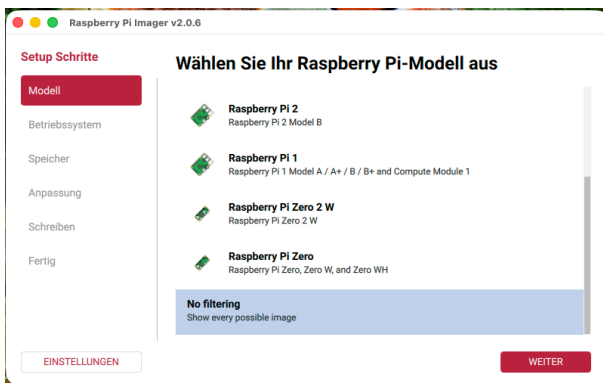 Raspberry Pi Imager v2.0.6
Setup Schritte
Modell
Betriebssystem
Speicher
Anpassung
Schreiben
Fertig
EINSTELLUNGEN
Wählen Sie Ihr Raspberry Pi-Modell aus
Raspberry Pi 2
Raspberry Pi 2 Model B
Raspberry Pi 1
Raspberry Pi 1 Model A / A+ / B / B+ and Compute Module 1
Raspberry Pi Zero 2 W
Raspberry Pi Zero 2 W
Raspberry Pi Zero
Raspberry Pi Zero, Zero W, and Zero WH
No filtering
Show every possible image
WEITER